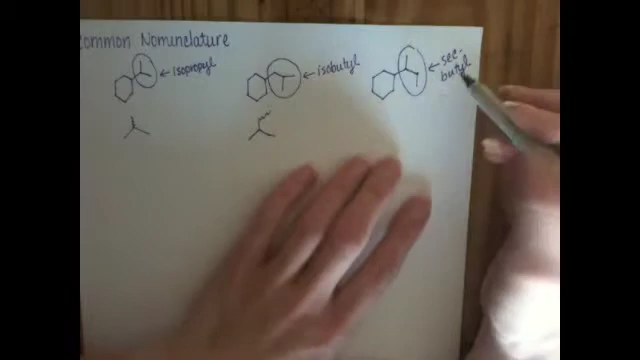 Common Nomenclature
← isopropyl
← isobutyl
← sec-
butyl